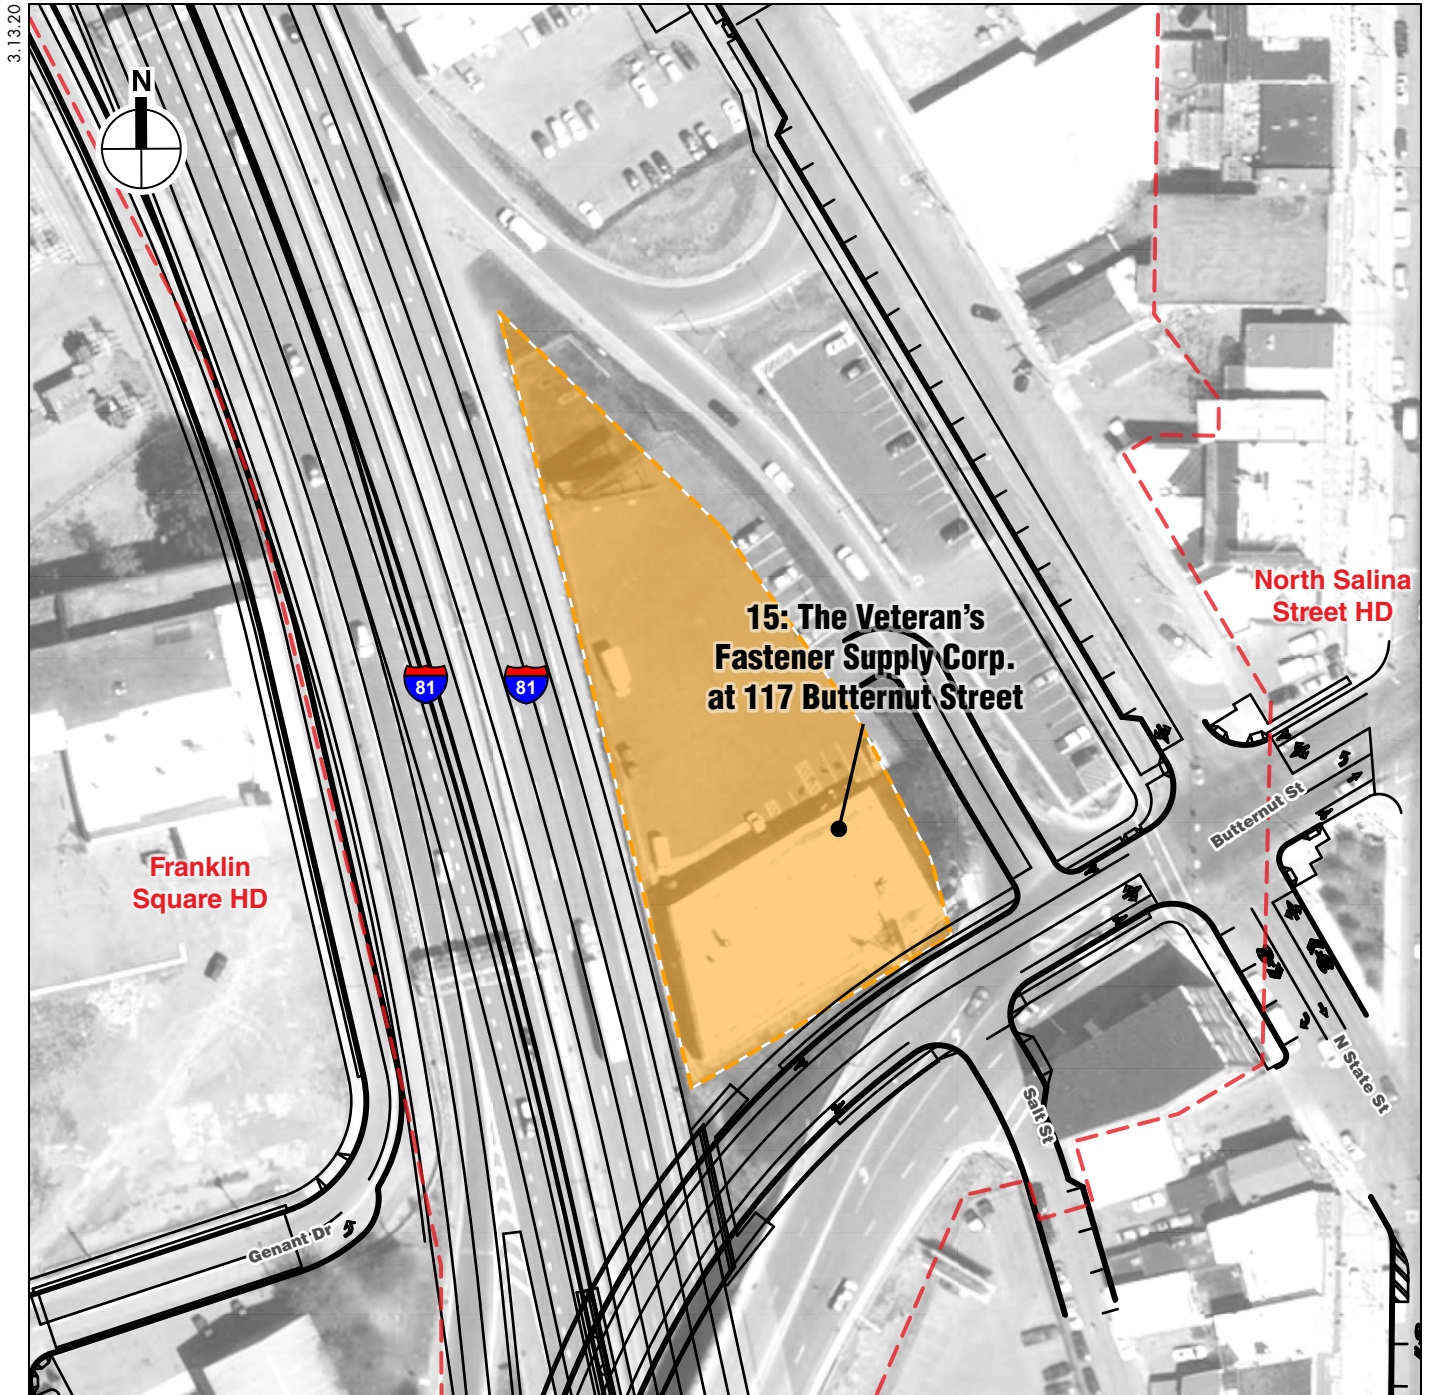 3.13.20
N
North Salina
Street HD
15: The Veteran’s
Fastener Supply Corp.
at 117 Butternut Street
81
81
Butternut St
Franklin
Square HD
N State St
Salt St
Genant Dr